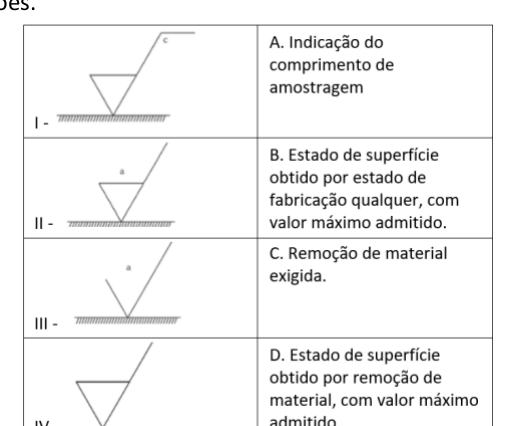 ões.
c
A. Indicação do
comprimento de
amostragem
I -
a
B. Estado de superfície
obtido por estado de
fabricação qualquer, com
valor máximo admitido.
II -
a
C. Remoção de material
exigida.
III -
D. Estado de superfície
obtido por remoção de
material, com valor máximo
admitido.
IV